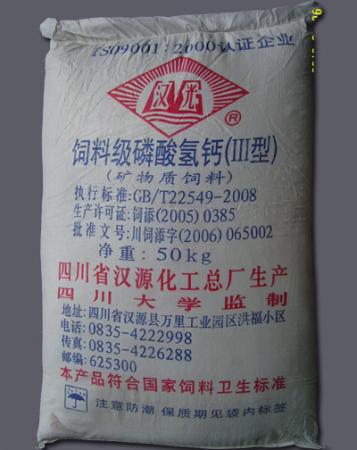 ISO9001:2000认证企业
汉源
®
饲料级磷酸氢钙(III型)
(矿物质饲料)
执行标准:GB/T22549-2008
生产许可证:饲添(2005)0385
批准文号:川饲添字(2006)065002
净重:50kg
四川省汉源化工总厂生产
四川大学监制
地址:四川省汉源县万里工业园区洪福小区
电话:0835-4222998
传真:0835-4226288
邮编:625300
本产品符合国家饲料卫生标准
注意防潮 保质期见袋内标签